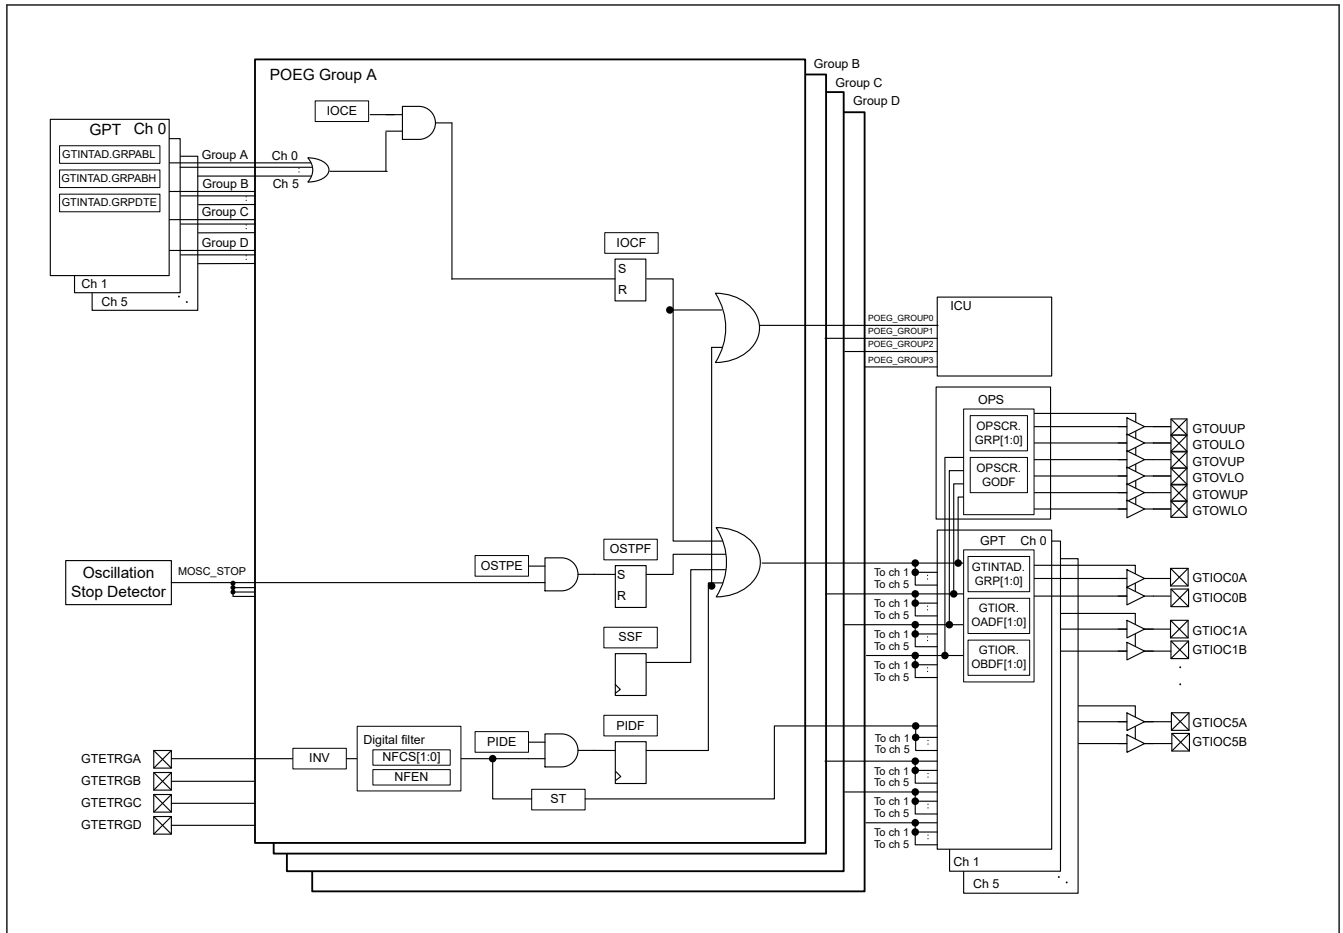 POEG Group A
Group B
Group C
Group D
IOCE
GPT Ch 0
GTINTAD.GRPABL
GTINTAD.GRPABH
GTINTAD.GRPDTE
Ch 1
Ch 5
Group A
Group B
:
Group C
:
Group D
:
Ch 0
:
Ch 5
IOCF
S
R
POEG_GROUP0
POEG_GROUP1
POEG_GROUP2
POEG_GROUP3
ICU
OPS
OPSCR.
GRP[1:0]
OPSCR.
GODF
GTOUUP
GTOULO
GTOVUP
GTOVLO
GTOWUP
GTOWLO
Oscillation
Stop Detector
MOSC_STOP
OSTPE
OSTPF
S
R
SSF
GPT Ch 0
GTINTAD.
GRP[1:0]
GTIOR.
OADF[1:0]
GTIOR.
OBDF[1:0]
To ch 1
:
To ch 5
To ch 1
:
To ch 5
To ch 1
:
To ch 5
To ch 1
:
To ch 5
GTIOC0A
GTIOC0B
GTIOC1A
GTIOC1B
GTIOC5A
GTIOC5B
GTETRGA
GTETRGB
GTETRGC
GTETRGD
INV
Digital filter
NFCS[1:0]
NFEN
PIDE
PIDF
ST
To ch 1
:
To ch 5
To ch 1
:
To ch 5
To ch 1
:
To ch 5
To ch 1
:
To ch 5
Ch 1
Ch 5